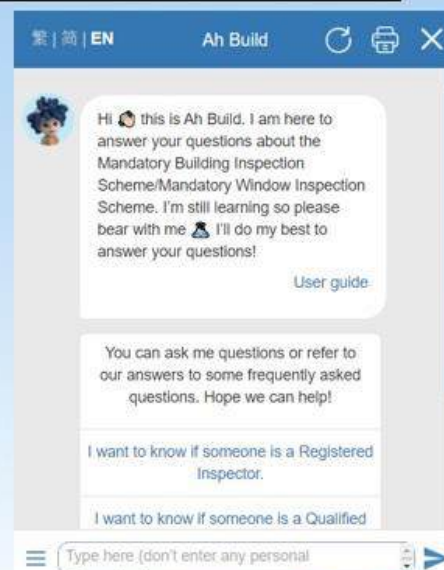 繁 | 简 | EN
Ah Build
Hi this is Ah Build. I am here to
answer your questions about the
Mandatory Building Inspection
Scheme/Mandatory Window Inspection
Scheme. I'm still learning so please
bear with me I'll do my best to
answer your questions!
User guide
You can ask me questions or refer to
our answers to some frequently asked
questions. Hope we can help!
I want to know if someone is a Registered
Inspector.
I want to know if someone is a Qualified
Type here (don't enter any personal